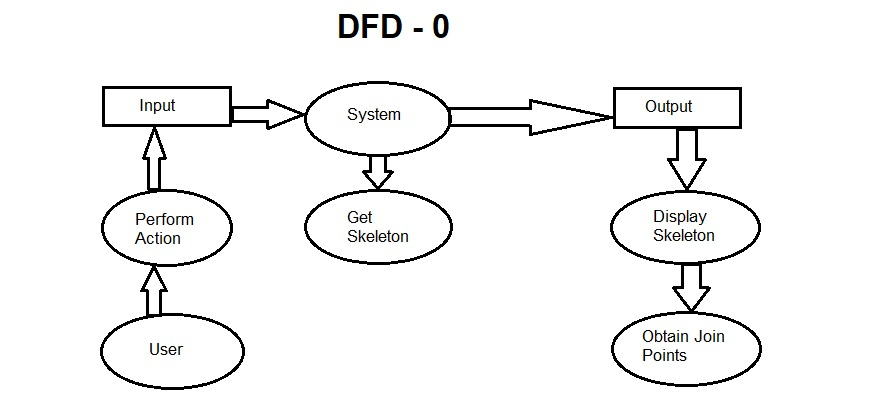 DFD - 0
Input
System
Output
Perform
Action
Get
Skeleton
Display
Skeleton
User
Obtain Join
Points